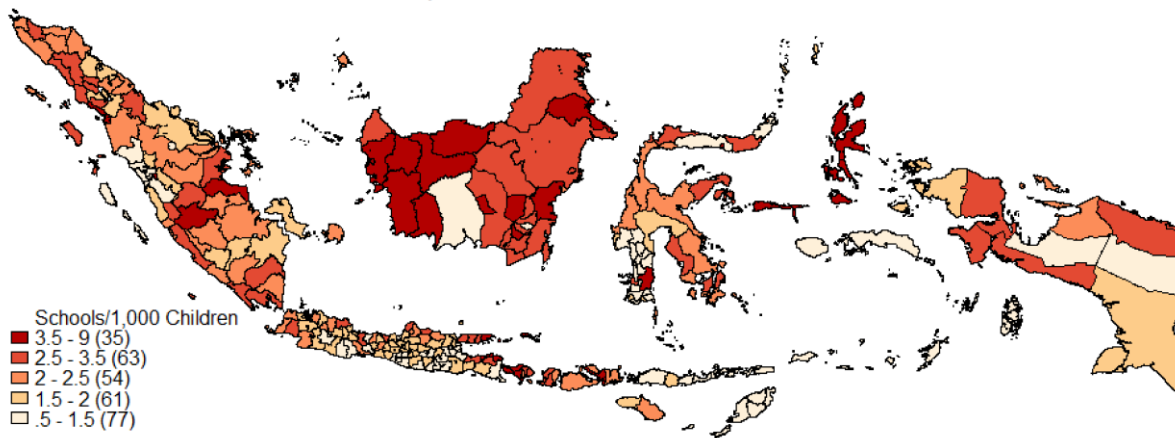 Schools/1,000 Children
3.5 - 9 (35)
2.5 - 3.5 (63)
2 - 2.5 (54)
1.5 - 2 (61)
.5 - 1.5 (77)